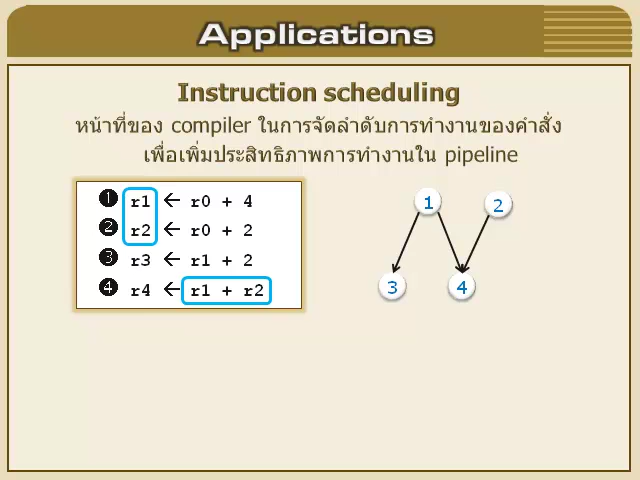 Applications
Instruction scheduling
หน้าที่ของ compiler ในการจัดลำดับการทำงานของคำสั่ง
เพื่อเพิ่มประสิทธิภาพการทำงานใน pipeline
❶ r1 ← r0 + 4
❷ r2 ← r0 + 2
❸ r3 ← r1 + 2
❹ r4 ← r1 + r2
1 2
3 4